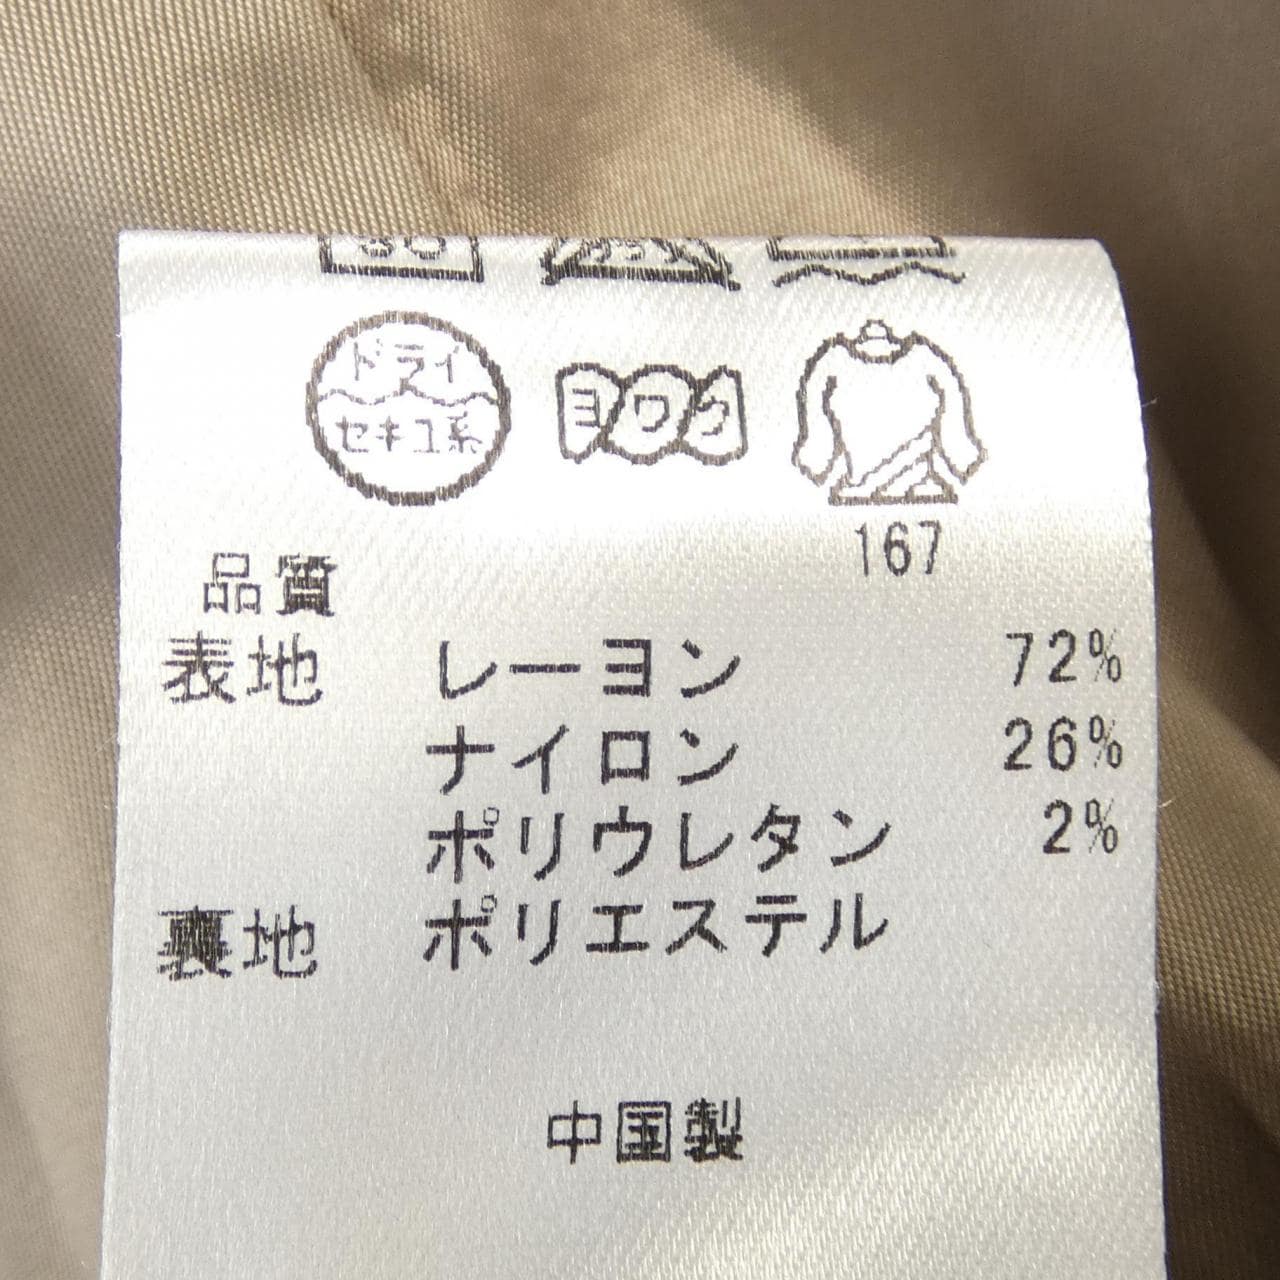 ドライ
セキユ系
ヨワク
167
品質
表地 レーヨン 72%
ナイロン 26%
ポリウレタン 2%
裏地 ポリエステル
中国製